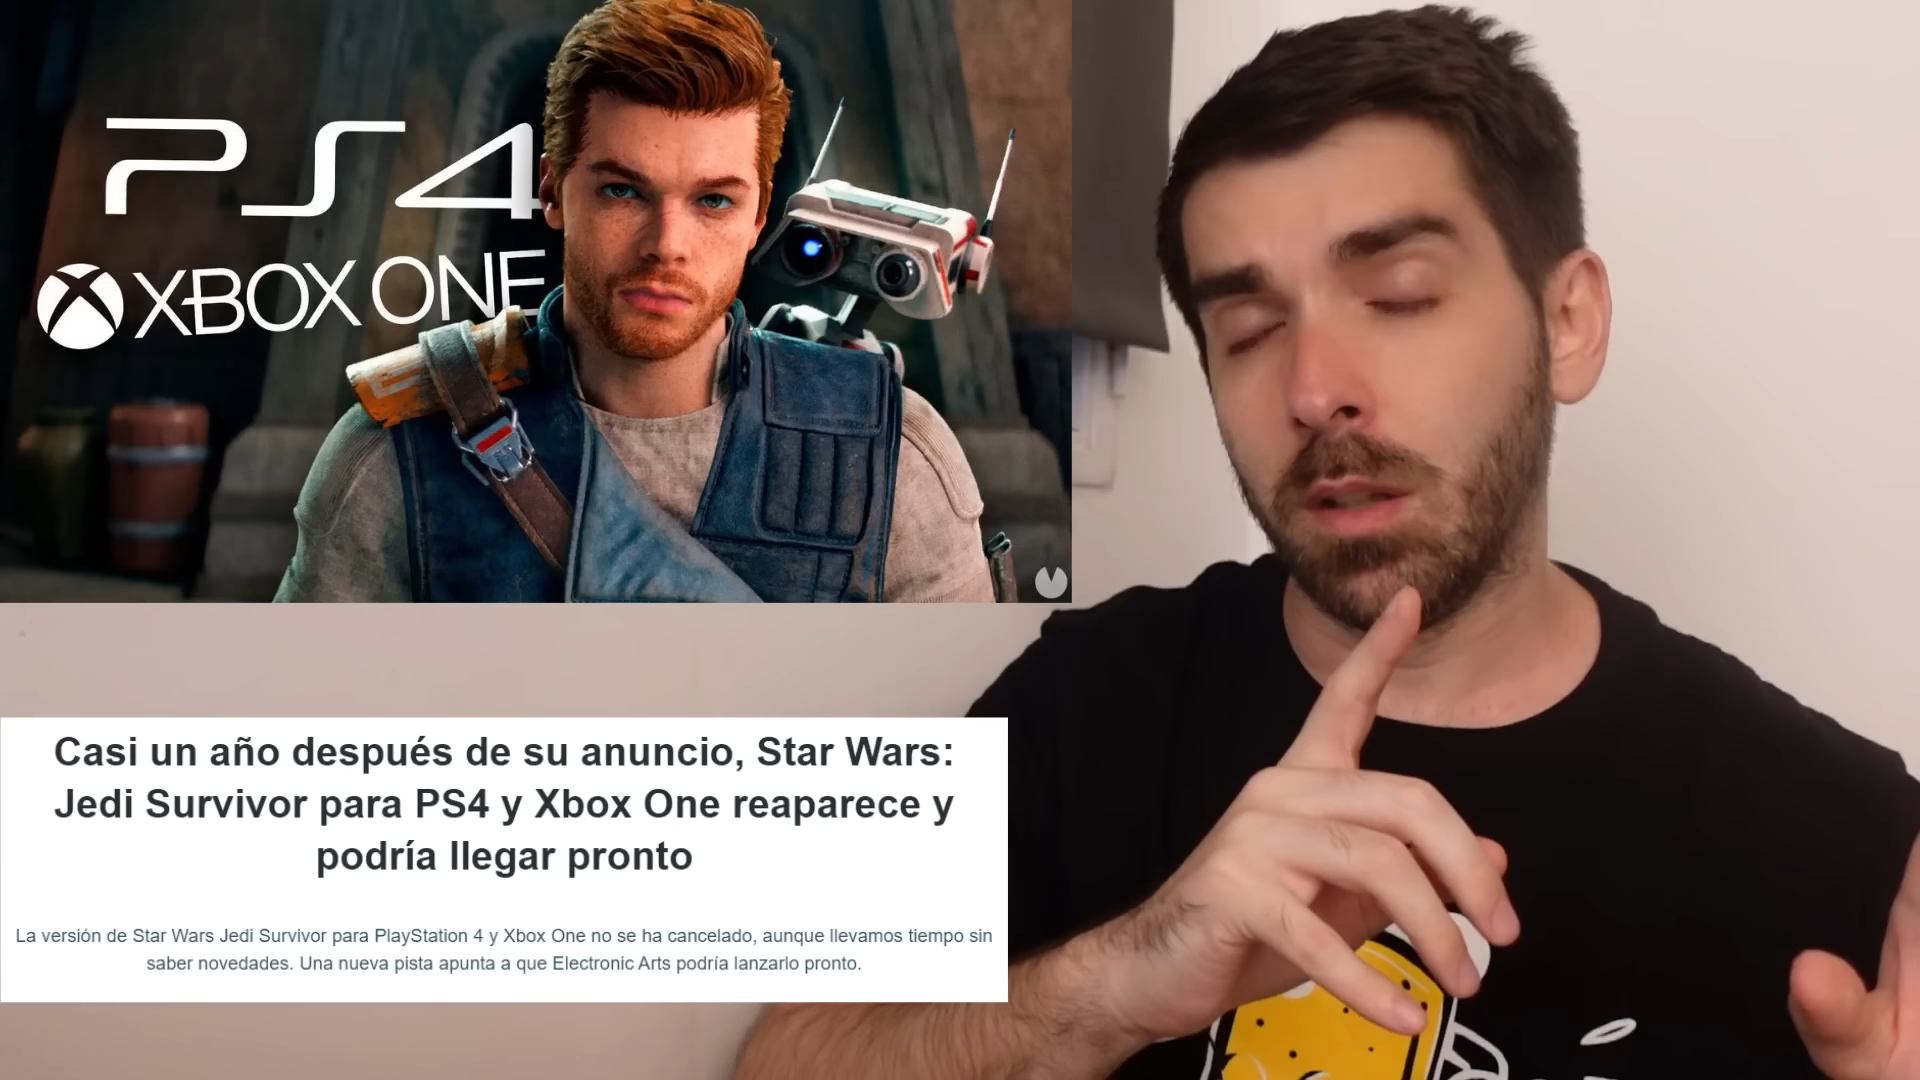 PS4
XBOX ONE
Casi un año después de su anuncio, Star Wars:
Jedi Survivor para PS4 y Xbox One reaparece y
podría llegar pronto
La versión de Star Wars Jedi Survivor para PlayStation 4 y Xbox One no se ha cancelado, aunque llevamos tiempo sin
saber novedades. Una nueva pista apunta a que Electronic Arts podría lanzarlo pronto.